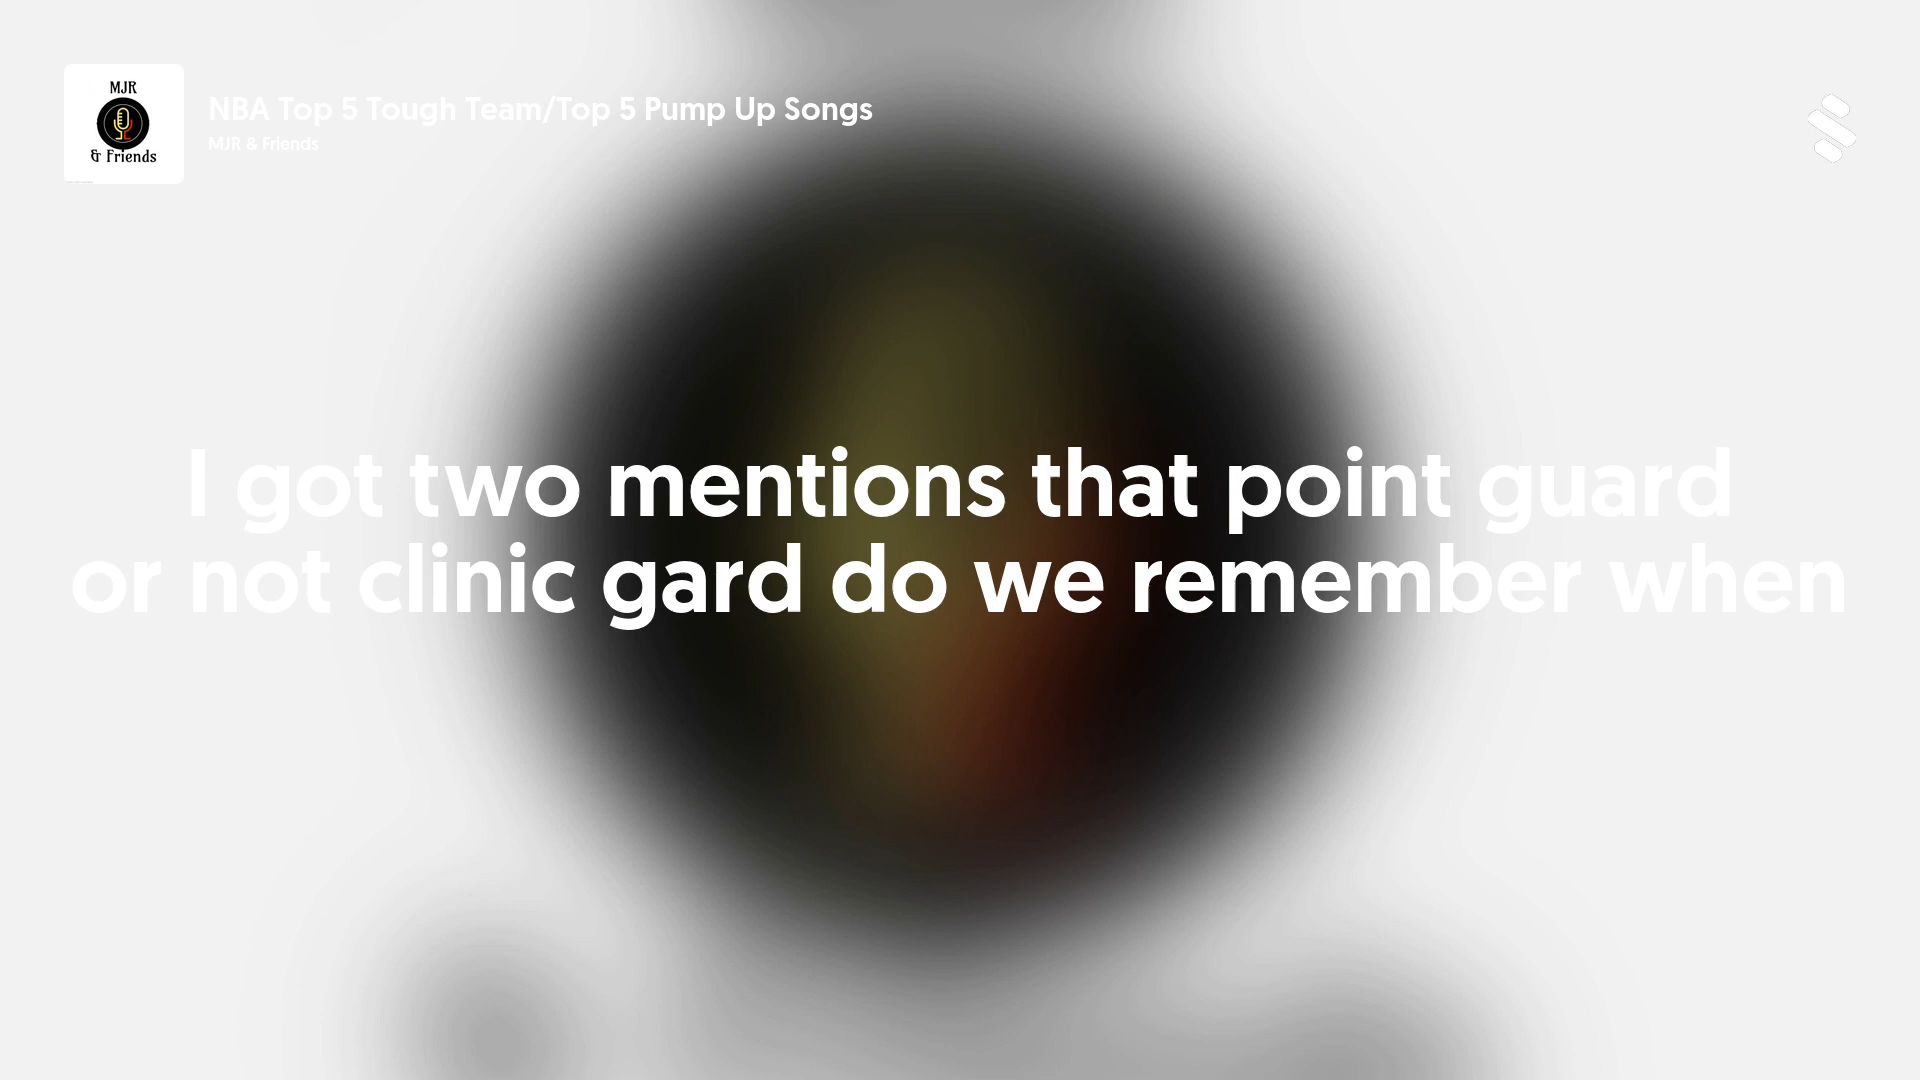 MJR
& Friends
NBA Top 5 Tough Team/Top 5 Pump Up Songs
MJR & Friends
I got two mentions that point guard
or not clinic gard do we remember when